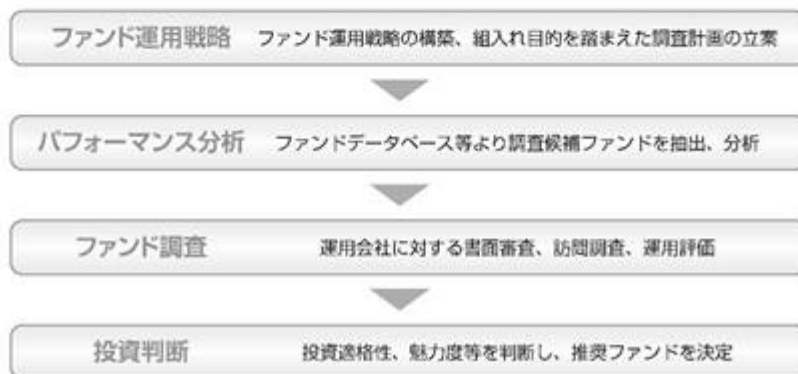 ファンド運用戦略 ファンド運用戦略の構築、組入れ目的を踏まえた調査計画の立案
パフォーマンス分析 ファンドデータベース等より調査候補ファンドを抽出、分析
ファンド調査 運用会社に対する書面審査、訪問調査、運用評価
投資判断 投資適格性、魅力度等を判断し、推奨ファンドを決定